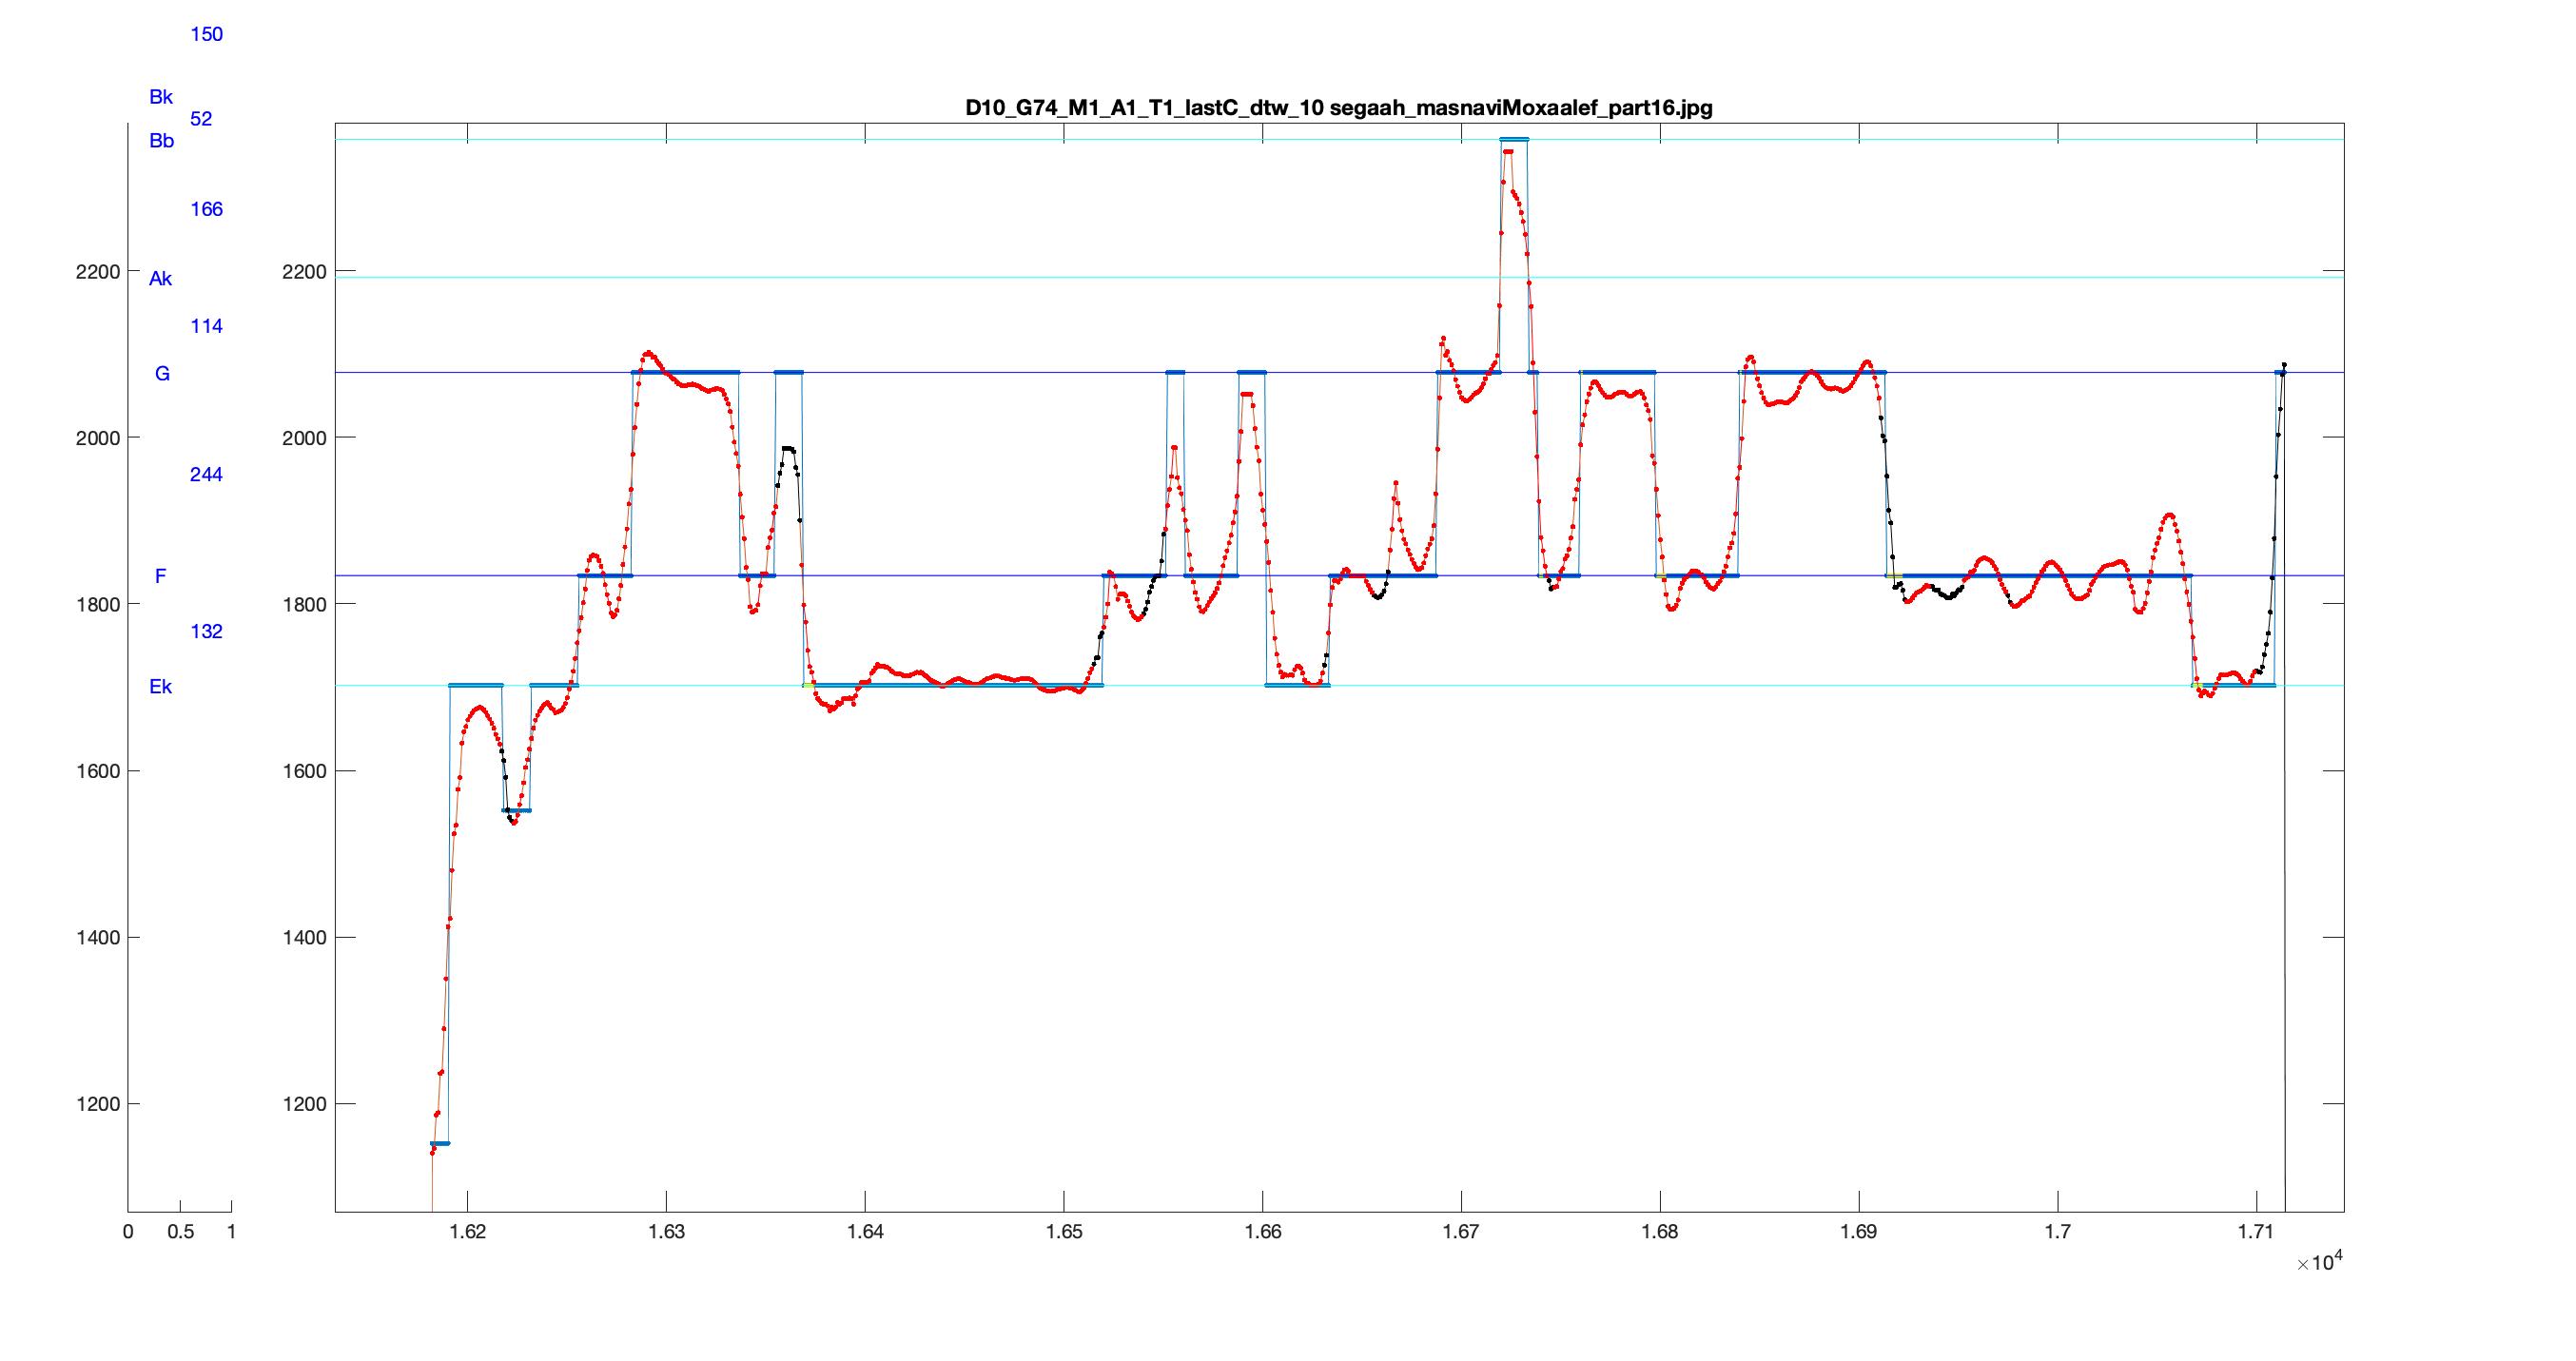 150
Bk
52
D10_G74_M1_A1_T1_lastC_dtw_10 segaah_masnaviMoxaalef_part16.jpg
Bb
166
2200 Ak 2200
114
G
2000 2000
244
F
1800 1800
132
Ek
1600 1600
1400 1400
1200 1200
0 0.5 1 1.62 1.63 1.64 1.65 1.66 1.67 1.68 1.69 1.7 1.71
×10⁴